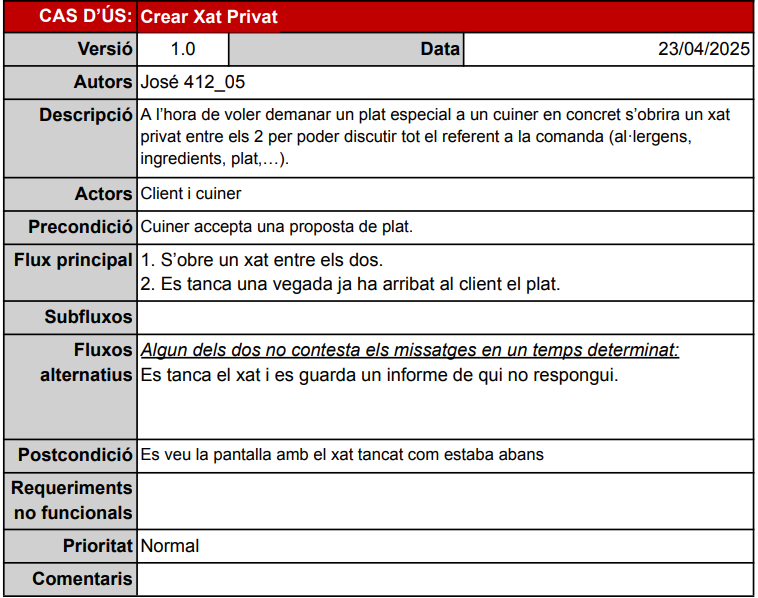 CAS D’ÚS: Crear Xat Privat
Versió 1.0 Data 23/04/2025
Autors José 412_05
Descripció A l’hora de voler demanar un plat especial a un cuiner en concret s’obrira un xat
privat entre els 2 per poder discutir tot el referent a la comanda (al·lergens,
ingredients, plat,…).
Actors Client i cuiner
Precondició Cuiner accepta una proposta de plat.
Flux principal 1. S’obre un xat entre els dos.
2. Es tanca una vegada ja ha arribat al client el plat.
Subfluxos
Fluxos Algun dels dos no contesta els missatges en un temps determinat:
alternatius Es tanca el xat i es guarda un informe de qui no respongui.
Postcondició Es veu la pantalla amb el xat tancat com estaba abans
Requeriments
no funcionals
Prioritat Normal
Comentaris